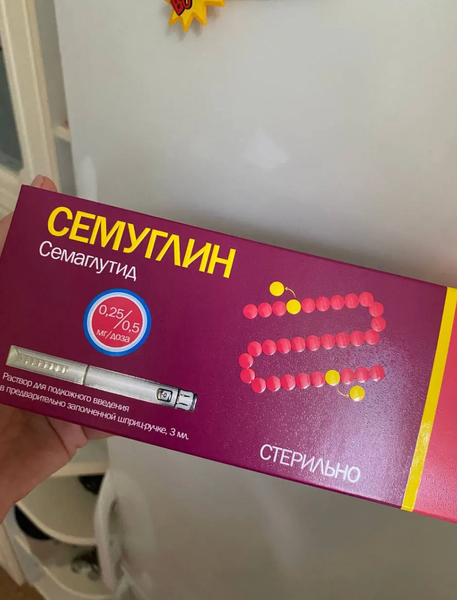 СЕМУГЛИН
Семаглутид
0,25/
0,5
мг/доза
Раствор для подкожного введения
в предварительно заполненной шприц-ручке, 3 мл.
СТЕРИЛЬНО